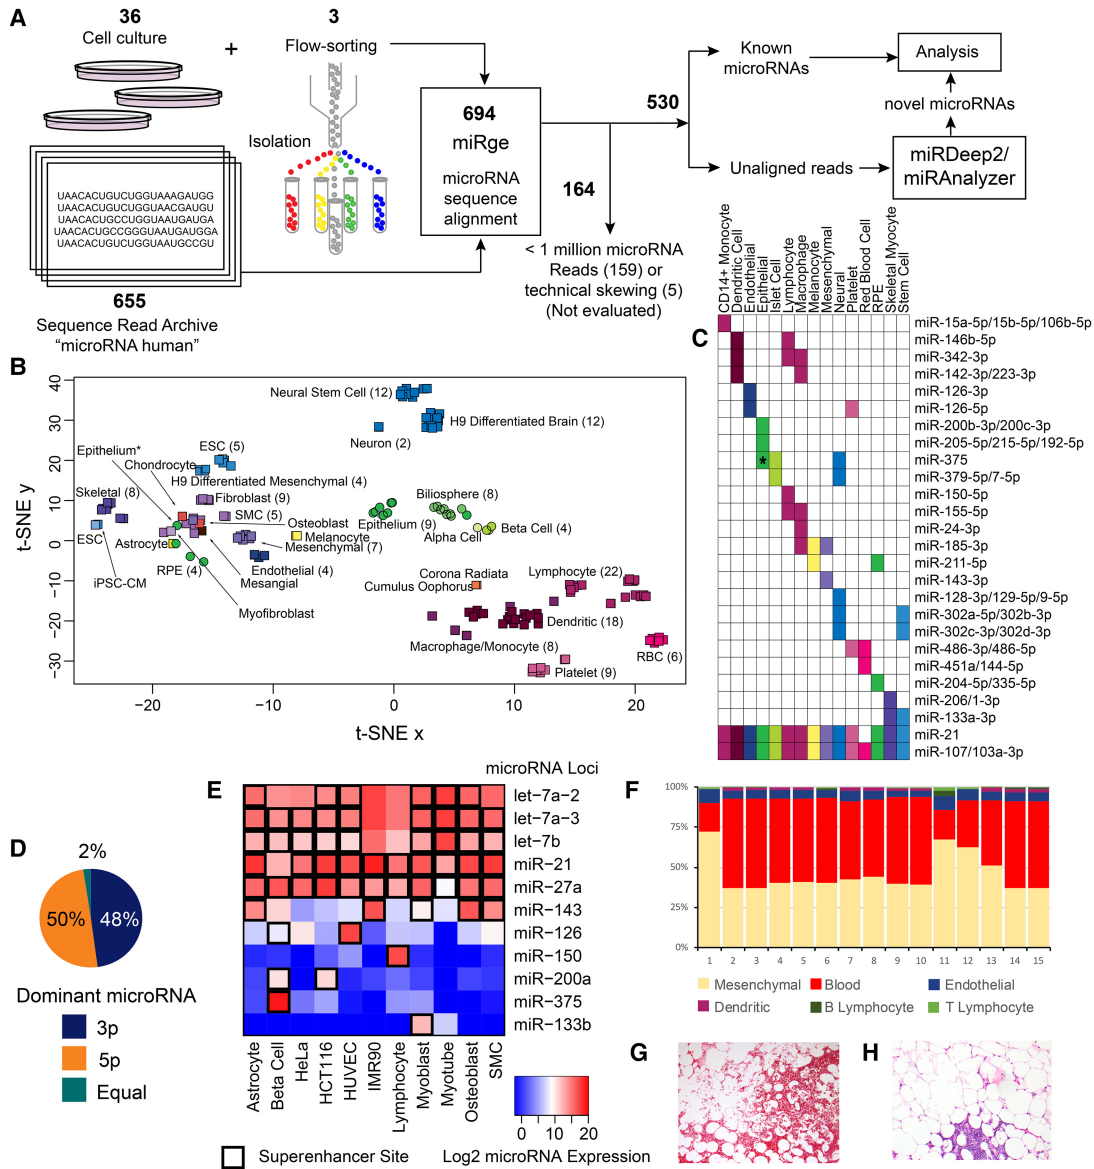 A
36
Cell culture
+
3
Flow-sorting
Isolation
UAACACUGUCUGGUAAAGAUGG
UAACACUGUCUGGUAACGAUGU
UAACACUGCCUGGUAAUGAUGA
UAACACUGCCGGGUAAUGAUGGA
UAACACUGUCUGGUAAUGCCGU
655
Sequence Read Archive
“microRNA human”
694
miRge
microRNA
sequence
alignment
164
< 1 million microRNA
Reads (159) or
technical skewing (5)
(Not evaluated)
530
Known
microRNAs
Analysis
novel microRNAs
Unaligned reads
miRDeep2/
miRAnalyzer
B
40
30
20
10
0
−10
−20
−30
t-SNE y
−20
−10
0
10
20
t-SNE x
Neural Stem Cell (12)
H9 Differentiated Brain (12)
Neuron (2)
Epithelium*
ESC (5)
Chondrocyte
H9 Differentiated Mesenchymal (4)
Skeletal (8)
Fibroblast (9)
SMC (5)
Osteoblast
Melanocyte
Mesenchymal (7)
ESC
Astrocyte
iPSC-CM
RPE (4)
Endothelial (4)
Mesangial
Myofibroblast
Biliosphere (8)
Epithelium (9)
Alpha Cell
Beta Cell (4)
Corona Radiata
Cumulus Oophorus
Lymphocyte (22)
Dendritic (18)
Macrophage/Monocyte (8)
RBC (6)
Platelet (9)
C
CD14+ Monocyte
Dendritic Cell
Endothelial
Epithelial
Islet Cell
Lymphocyte
Macrophage
Melanocyte
Mesenchymal
Neural
Platelet
Red Blood Cell
RPE
Skeletal Myocyte
Stem Cell
miR-15a-5p/15b-5p/106b-5p
miR-146b-5p
miR-342-3p
miR-142-3p/223-3p
miR-126-3p
miR-126-5p
miR-200b-3p/200c-3p
miR-205-5p/215-5p/192-5p
miR-375
*
miR-379-5p/7-5p
miR-150-5p
miR-155-5p
miR-24-3p
miR-185-3p
miR-211-5p
miR-143-3p
miR-128-3p/129-5p/9-5p
miR-302a-5p/302b-3p
miR-302c-3p/302d-3p
miR-486-3p/486-5p
miR-451a/144-5p
miR-204-5p/335-5p
miR-206/1-3p
miR-133a-3p
miR-21
miR-107/103a-3p
D
2%
50%
48%
Dominant microRNA
3p
5p
Equal
E
microRNA Loci
let−7a−2
let−7a−3
let−7b
miR−21
miR−27a
miR−143
miR−126
miR−150
miR−200a
miR−375
miR−133b
Astrocyte
Beta Cell
HeLa
HCT116
HUVEC
IMR90
Lymphocyte
Myoblast
Myotube
Osteoblast
SMC
0
10
20
Superenhancer Site
Log2 microRNA Expression
F
100%
75%
50%
25%
0%
1 2 3 4 5 6 7 8 9 10 11 12 13 14 15
Mesenchymal
Blood
Endothelial
Dendritic
B Lymphocyte
T Lymphocyte
G
H